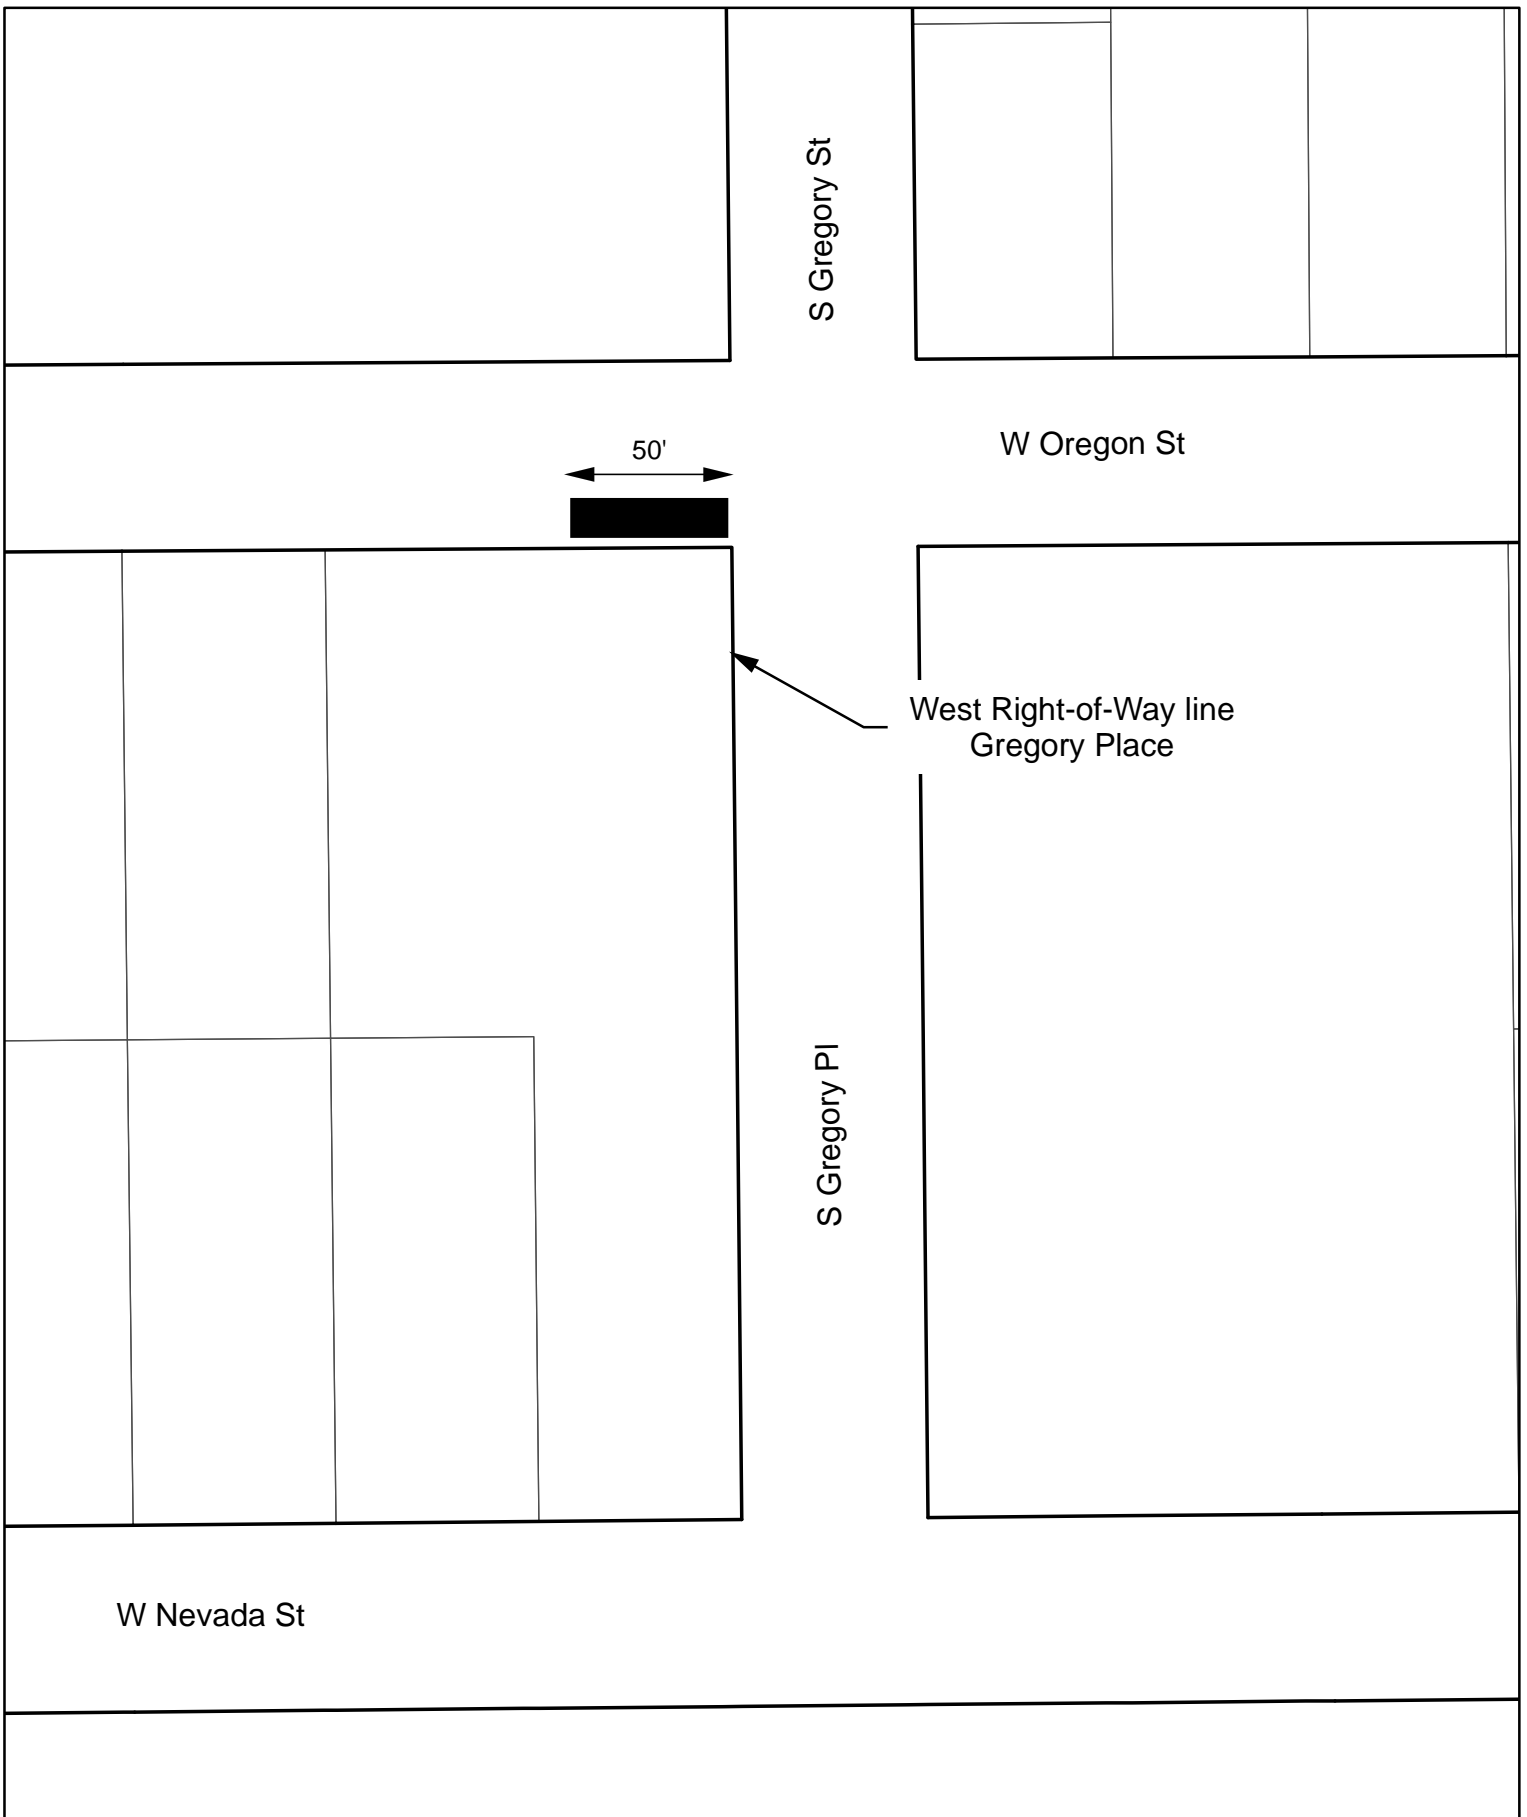 S Gregory St
W Oregon St
50'
West Right-of-Way line
Gregory Place
S Gregory Pl
W Nevada St